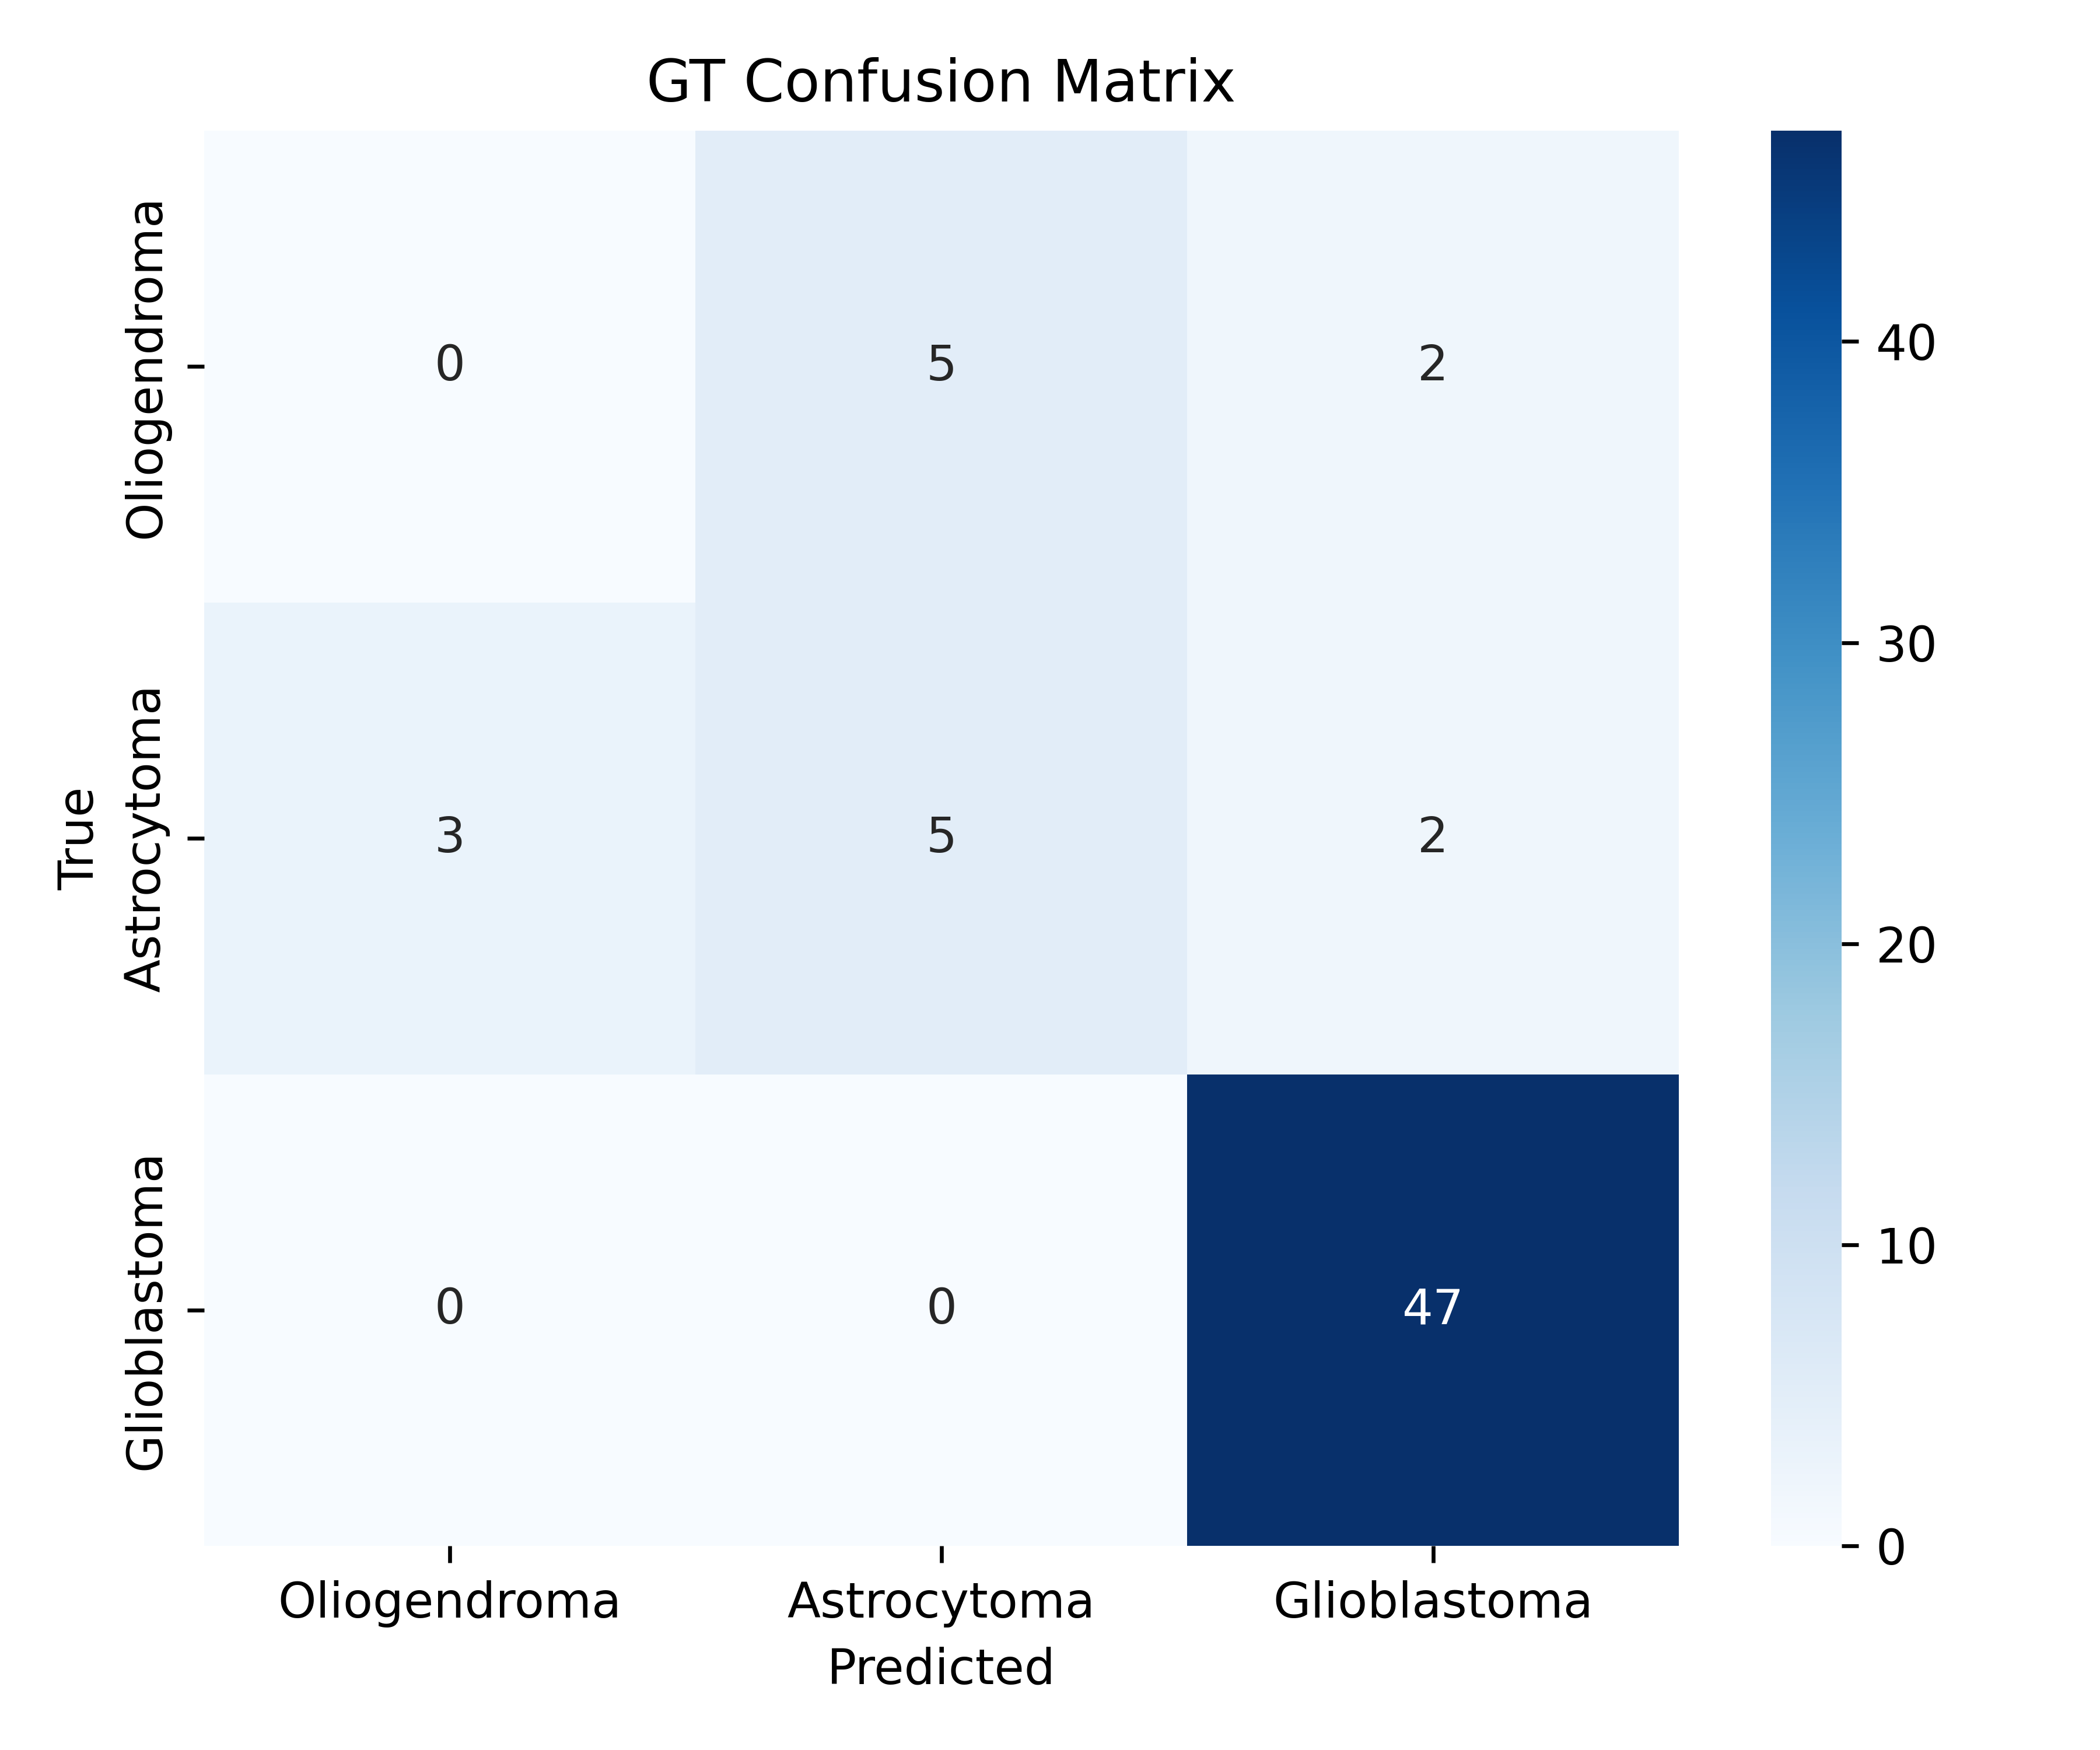 GT Confusion Matrix
True
Oliogendroma
0 5 2
Astrocytoma
3 5 2
Glioblastoma
0 0 47
Oliogendroma Astrocytoma Glioblastoma
Predicted
40
30
20
10
0